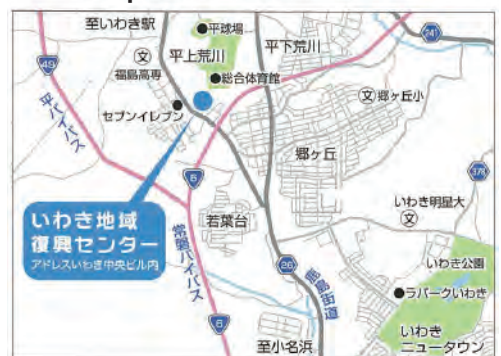 至いわき駅
平球場
平上荒川
平下荒川
241
49
文
福島高専
総合体育館
文
郷ヶ丘小
平バイパス
セブンイレブン
郷ヶ丘
378
6
いわき明星大
文
いわき地域
復興センター
アドレスいわき中央ビル内
若葉台
常磐バイパス
26
鹿島街道
いわき公園
ラパークいわき
6
いわき
ニュータウン
至小名浜